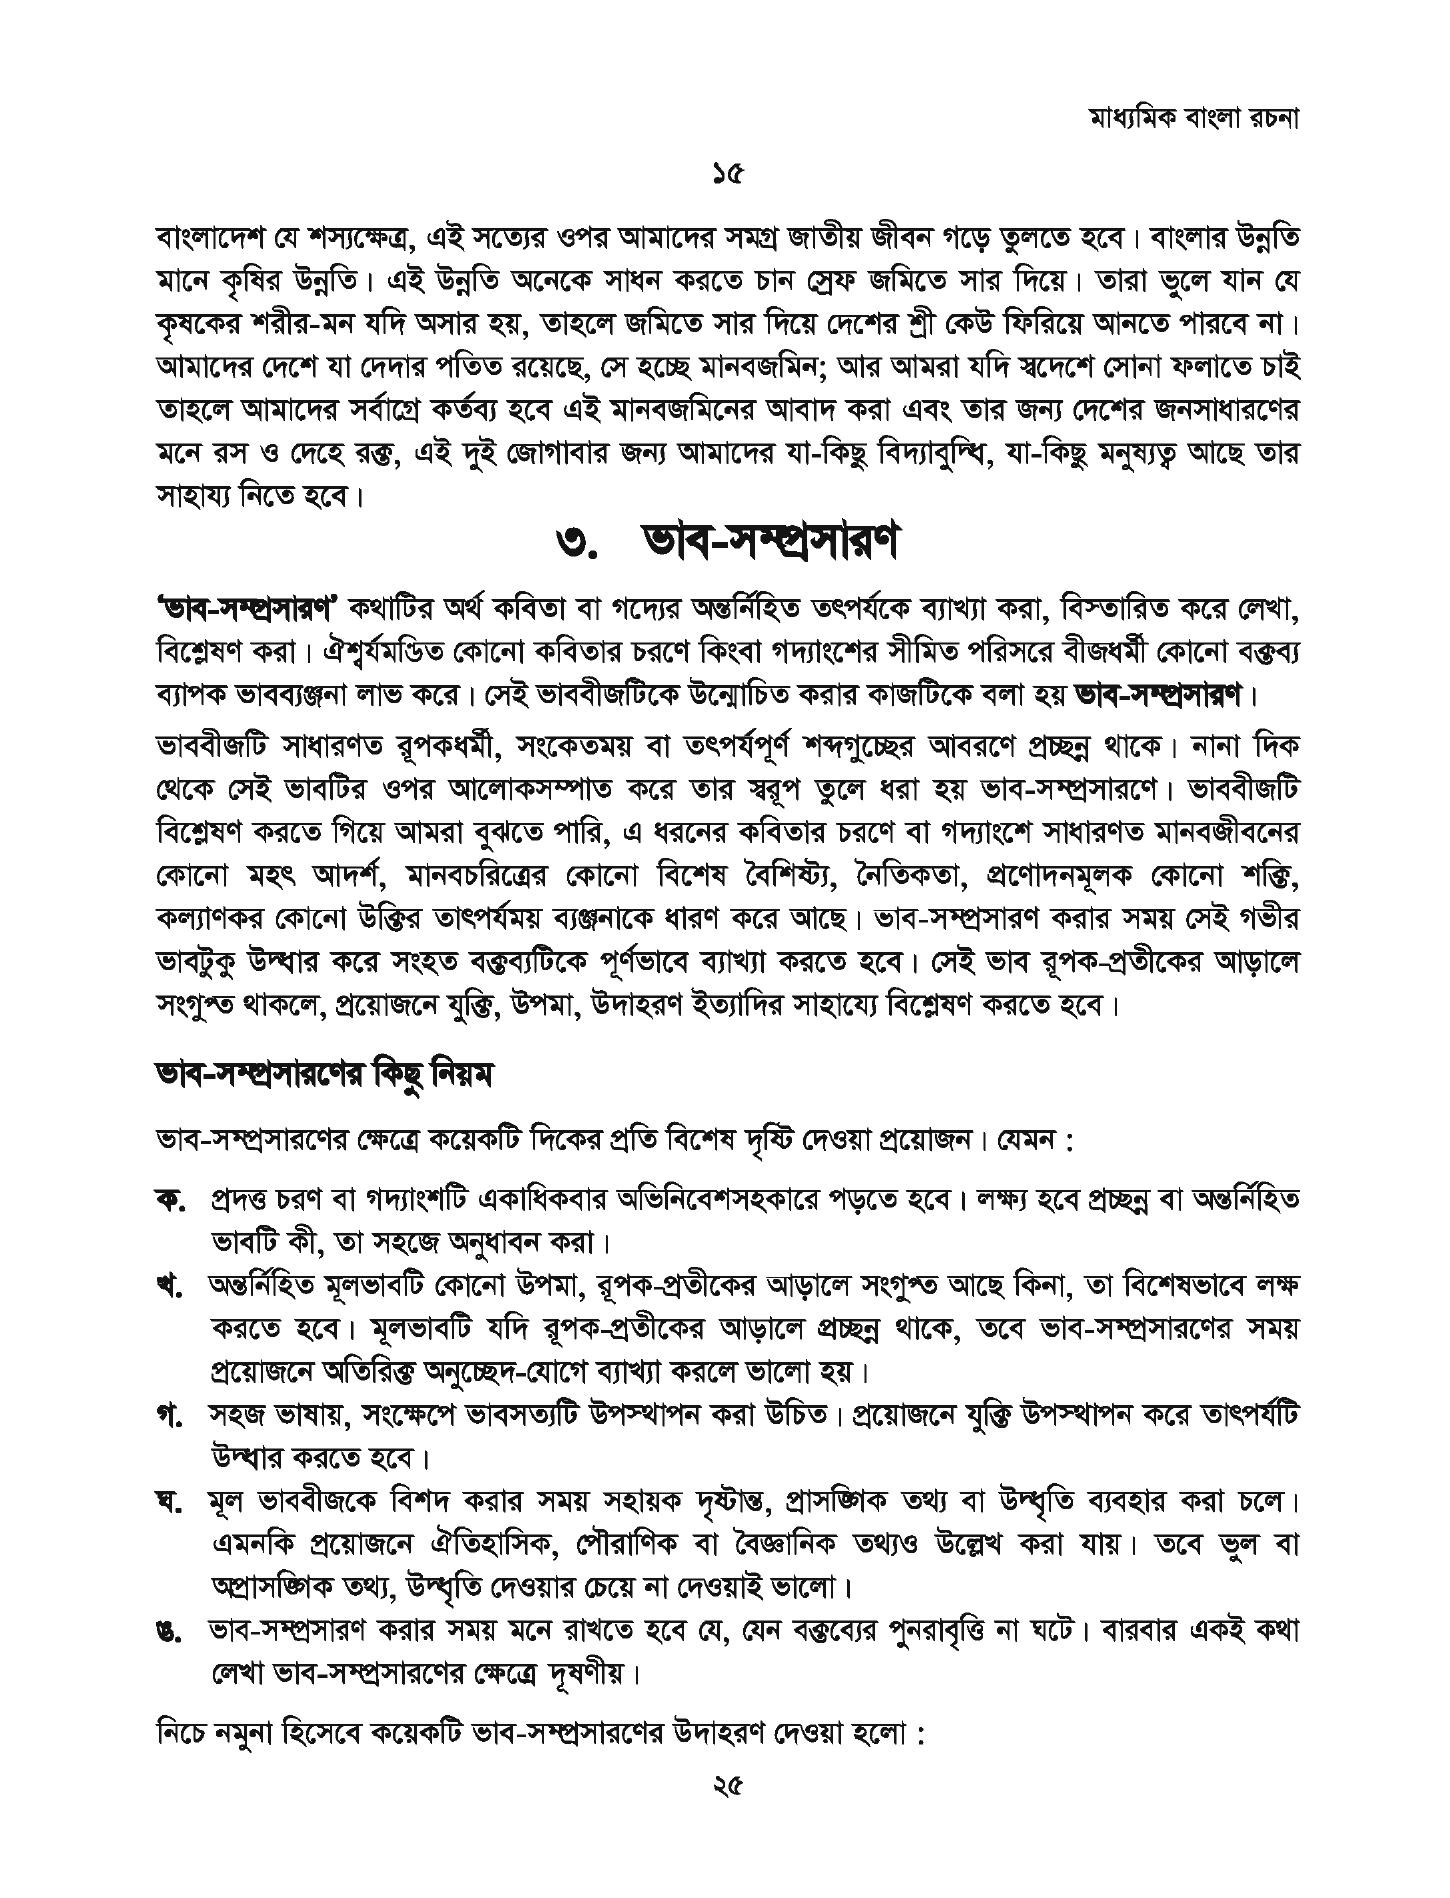 মাধ্যমিক বাংলা রচনা
১৫
বাংলাদেশ যে শস্যক্ষেত্র, এই সত্যের ওপর আমাদের সমগ্র জাতীয় জীবন গড়ে তুলতে হবে। বাংলার উন্নতি
মানে কৃষির উন্নতি। এই উন্নতি অনেকে সাধন করতে চান স্রেফ জমিতে সার দিয়ে। তারা ভুলে যান যে
কৃষকের শরীর-মন যদি অসার হয়, তাহলে জমিতে সার দিয়ে দেশের শ্রী কেউ ফিরিয়ে আনতে পারবে না।
আমাদের দেশে যা দেদার পতিত রয়েছে, সে হচ্ছে মানবজমিন; আর আমরা যদি স্বদেশে সোনা ফলাতে চাই
তাহলে আমাদের সর্বাগ্রে কর্তব্য হবে এই মানবজমিনের আবাদ করা এবং তার জন্য দেশের জনসাধারণের
মনে রস ও দেহে রক্ত, এই দুই জোগাবার জন্য আমাদের যা-কিছু বিদ্যাবুদ্ধি, যা-কিছু মনুষ্যত্ব আছে তার
সাহায্য নিতে হবে।
৩. ভাব-সম্প্রসারণ
‘ভাব-সম্প্রসারণ’ কথাটির অর্থ কবিতা বা গদ্যের অন্তর্নিহিত তৎপর্যকে ব্যাখ্যা করা, বিস্তারিত করে লেখা,
বিশ্লেষণ করা। ঐশ্বর্যমণ্ডিত কোনো কবিতার চরণে কিংবা গদ্যাংশের সীমিত পরিসরে বীজধর্মী কোনো বক্তব্য
ব্যাপক ভাবব্যঞ্জনা লাভ করে। সেই ভাববীজটিকে উন্মোচিত করার কাজটিকে বলা হয় ভাব-সম্প্রসারণ।
ভাববীজটি সাধারণত রূপকধর্মী, সংকেতময় বা তৎপর্যপূর্ণ শব্দগুচ্ছের আবরণে প্রচ্ছন্ন থাকে। নানা দিক
থেকে সেই ভাবটির ওপর আলোকসম্পাত করে তার স্বরূপ তুলে ধরা হয় ভাব-সম্প্রসারণে। ভাববীজটি
বিশ্লেষণ করতে গিয়ে আমরা বুঝতে পারি, এ ধরনের কবিতার চরণে বা গদ্যাংশে সাধারণত মানবজীবনের
কোনো মহৎ আদর্শ, মানবচরিত্রের কোনো বিশেষ বৈশিষ্ট্য, নৈতিকতা, প্রণোদনমূলক কোনো শক্তি,
কল্যাণকর কোনো উক্তির তাৎপর্যময় ব্যঞ্জনাকে ধারণ করে আছে। ভাব-সম্প্রসারণ করার সময় সেই গভীর
ভাবটুকু উদ্ধার করে সংহত বক্তব্যটিকে পূর্ণভাবে ব্যাখ্যা করতে হবে। সেই ভাব রূপক-প্রতীকের আড়ালে
সংগুপ্ত থাকলে, প্রয়োজনে যুক্তি, উপমা, উদাহরণ ইত্যাদির সাহায্যে বিশ্লেষণ করতে হবে।
ভাব-সম্প্রসারণের কিছু নিয়ম
ভাব-সম্প্রসারণের ক্ষেত্রে কয়েকটি দিকের প্রতি বিশেষ দৃষ্টি দেওয়া প্রয়োজন। যেমন :
ক. প্রদত্ত চরণ বা গদ্যাংশটি একাধিকবার অভিনিবেশসহকারে পড়তে হবে। লক্ষ্য হবে প্রচ্ছন্ন বা অন্তর্নিহিত
ভাবটি কী, তা সহজে অনুধাবন করা।
খ. অন্তর্নিহিত মূলভাবটি কোনো উপমা, রূপক-প্রতীকের আড়ালে সংগুপ্ত আছে কিনা, তা বিশেষভাবে লক্ষ
করতে হবে। মূলভাবটি যদি রূপক-প্রতীকের আড়ালে প্রচ্ছন্ন থাকে, তবে ভাব-সম্প্রসারণের সময়
প্রয়োজনে অতিরিক্ত অনুচ্ছেদ-যোগে ব্যাখ্যা করলে ভালো হয়।
গ. সহজ ভাষায়, সংক্ষেপে ভাবসত্যটি উপস্থাপন করা উচিত। প্রয়োজনে যুক্তি উপস্থাপন করে তাৎপর্যটি
উদ্ধার করতে হবে।
ঘ. মূল ভাববীজকে বিশদ করার সময় সহায়ক দৃষ্টান্ত, প্রাসঙ্গিক তথ্য বা উদ্ধৃতি ব্যবহার করা চলে।
এমনকি প্রয়োজনে ঐতিহাসিক, পৌরাণিক বা বৈজ্ঞানিক তথ্যও উল্লেখ করা যায়। তবে ভুল বা
অপ্রাসঙ্গিক তথ্য, উদ্ধৃতি দেওয়ার চেয়ে না দেওয়াই ভালো।
ঙ. ভাব-সম্প্রসারণ করার সময় মনে রাখতে হবে যে, যেন বক্তব্যের পুনরাবৃত্তি না ঘটে। বারবার একই কথা
লেখা ভাব-সম্প্রসারণের ক্ষেত্রে দূষণীয়।
নিচে নমুনা হিসেবে কয়েকটি ভাব-সম্প্রসারণের উদাহরণ দেওয়া হলো :
২৫